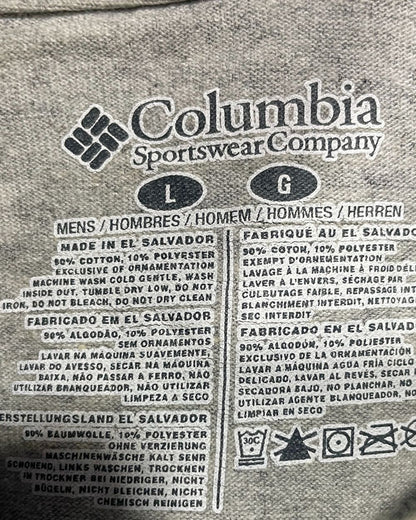 Columbia
Sportswear Company
L G
MENS / HOMBRES / HOMEM / HOMMES / HERREN
MADE IN EL SALVADOR
90% COTTON, 10% POLYESTER
EXCLUSIVE OF ORNAMENTATION
MACHINE WASH COLD GENTLE, WASH
INSIDE OUT, TUMBLE DRY LOW, DO NOT
IRON, DO NOT BLEACH, DO NOT DRY CLEAN
FABRICADO EM EL SALVADOR
90% ALGODÃO, 10% POLYESTER
SEM ORNAMENTOS
LAVAR NA MÁQUINA SUAVEMENTE,
LAVAR DO AVESSO, SECAR NA MÁQUINA
BAIXA, NÃO PASSAR A FERRO, NÃO
UTILIZAR BRANQUEADOR, NÃO UTILIZAR
LIMPEZA A SECO
ERSTELLUNGSLAND EL SALVADOR
90% BAUMWOLLE, 10% POLYESTER
OHNE VERZIERUNG
MASCHINENWÄSCHE KALT SEHR
SCHONEND, LINKS WASCHEN, TROCKNEN
IM TROCKNER BEI NIEDRIGER, NICHT
BÜGELN, NICHT BLEICHEN, NICHT
CHEMISCH REINIGEN
FABRIQUÉ AU EL SALVADOR
90% COTON, 10% POLYESTER
EXEMPT D'ORNEMENTATION
LAVAGE À LA MACHINE À FROID DÉL
LAVER À L'ENVERS, SÉCHAGE PAR
CULBUTAGE FAIBLE, REPASSAGE INT
BLANCHIMENT INTERDIT, NETTOYAG
SEC INTERDIT
FABRICADO EN EL SALVADOR
90% ALGODÓN, 10% POLYESTER
EXCLUSIVO DE LA ORNAMENTACIÓN
LAVAR A MÁQUINA AGUA FRÍA CICLO
DELICADO, LAVAR AL REVÉS, SECAR E
SECADORA BAJO, NO PLANCHAR, NO
UTILIZAR AGENTE BLANQUEADOR, NO
LIMPIAR EN SECO
30C